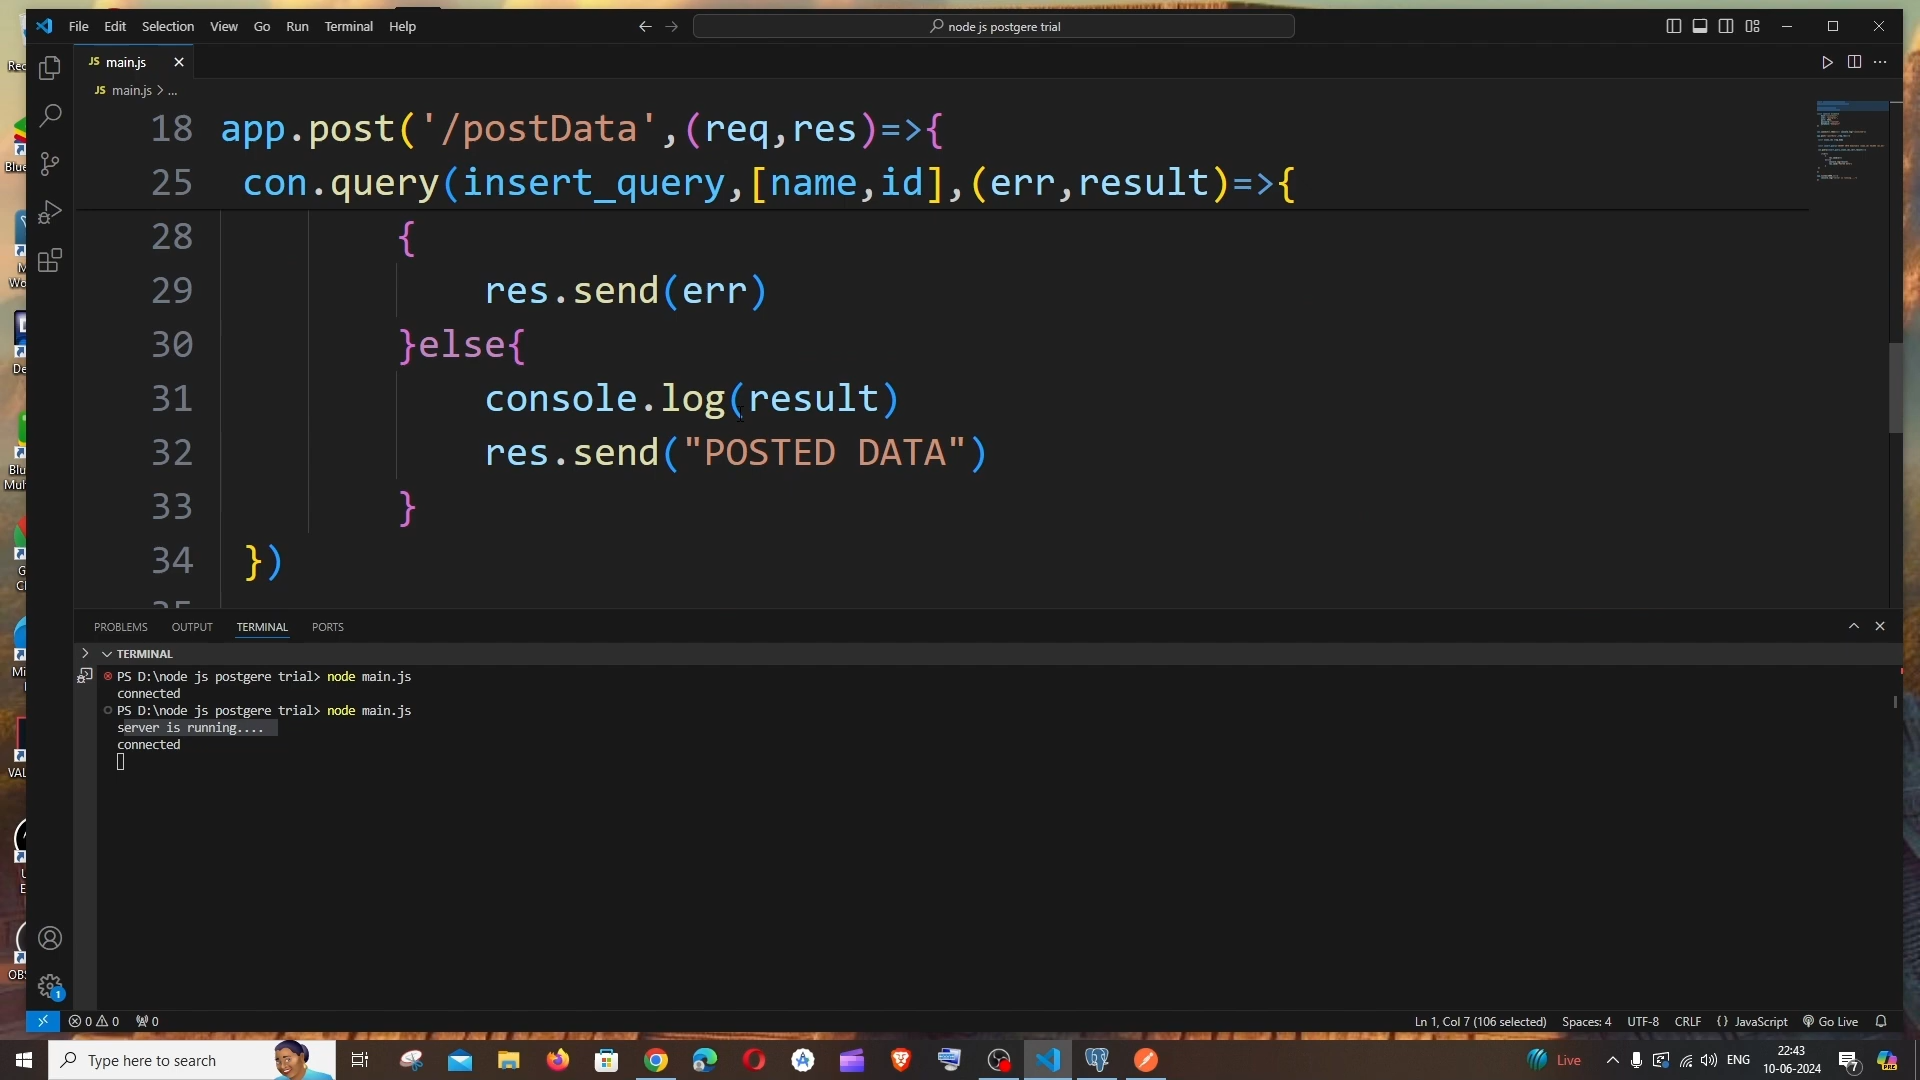 File Edit Selection View Go Run Terminal Help
node js postgere trial
JS main.js
JS main.js > ...
18 app.post('/postData',(req,res)=>{
25 con.query(insert_query,[name,id],(err,result)=>{
28 {
29 res.send(err)
30 }else{
31 console.log(result)
32 res.send("POSTED DATA")
33 }
34 })
35
PROBLEMS OUTPUT TERMINAL PORTS
TERMINAL
PS D:\node js postgere trial> node main.js
connected
PS D:\node js postgere trial> node main.js
server is running....
connected
0 0 0
Ln 1, Col 7 (106 selected) Spaces: 4 UTF-8 CRLF {} JavaScript Go Live
Type here to search
Live
ENG
22:43
10-06-2024